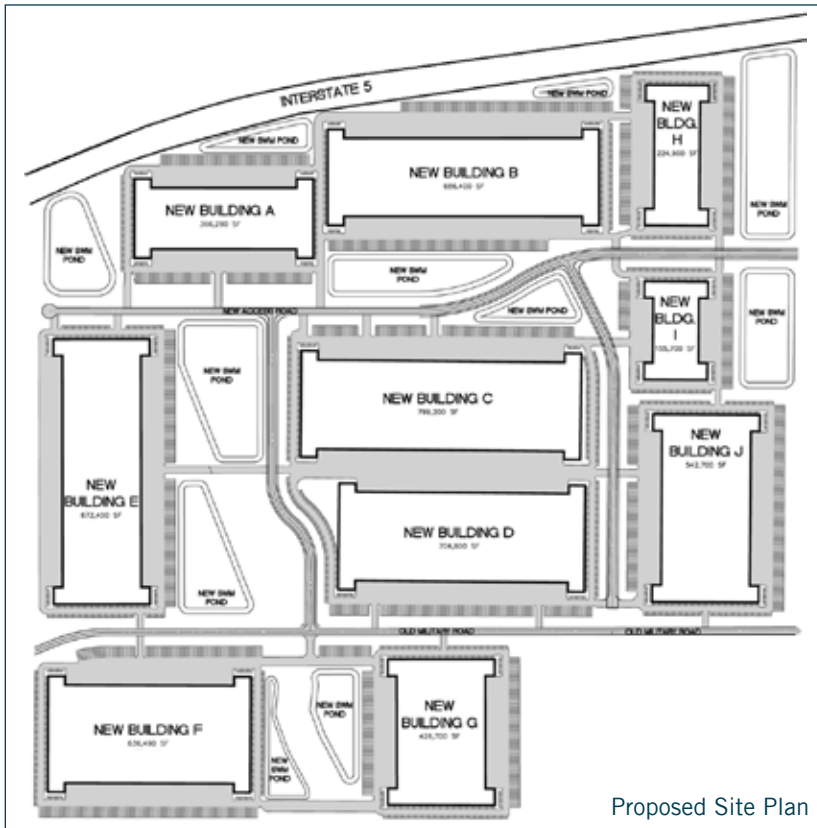 INTERSTATE 5
NEW SWM POND
NEW
BLDG.
H
NEW BUILDING B
NEW SWM POND
NEW BUILDING A
NEW SWM
POND
NEW SWM
POND
NEW SWM
POND
NEW ACCESS ROAD
NEW SWM POND
NEW
BLDG.
I
NEW SWM
POND
NEW SWM
POND
NEW BUILDING C
NEW
BUILDING J
542,700 SF
NEW
BUILDING E
NEW BUILDING D
NEW SWM
POND
OLD MILITARY ROAD
OLD MILITARY ROAD
NEW BUILDING F
NEW SWM
POND
NEW
BUILDING G
NEW
SWM
POND
Proposed Site Plan